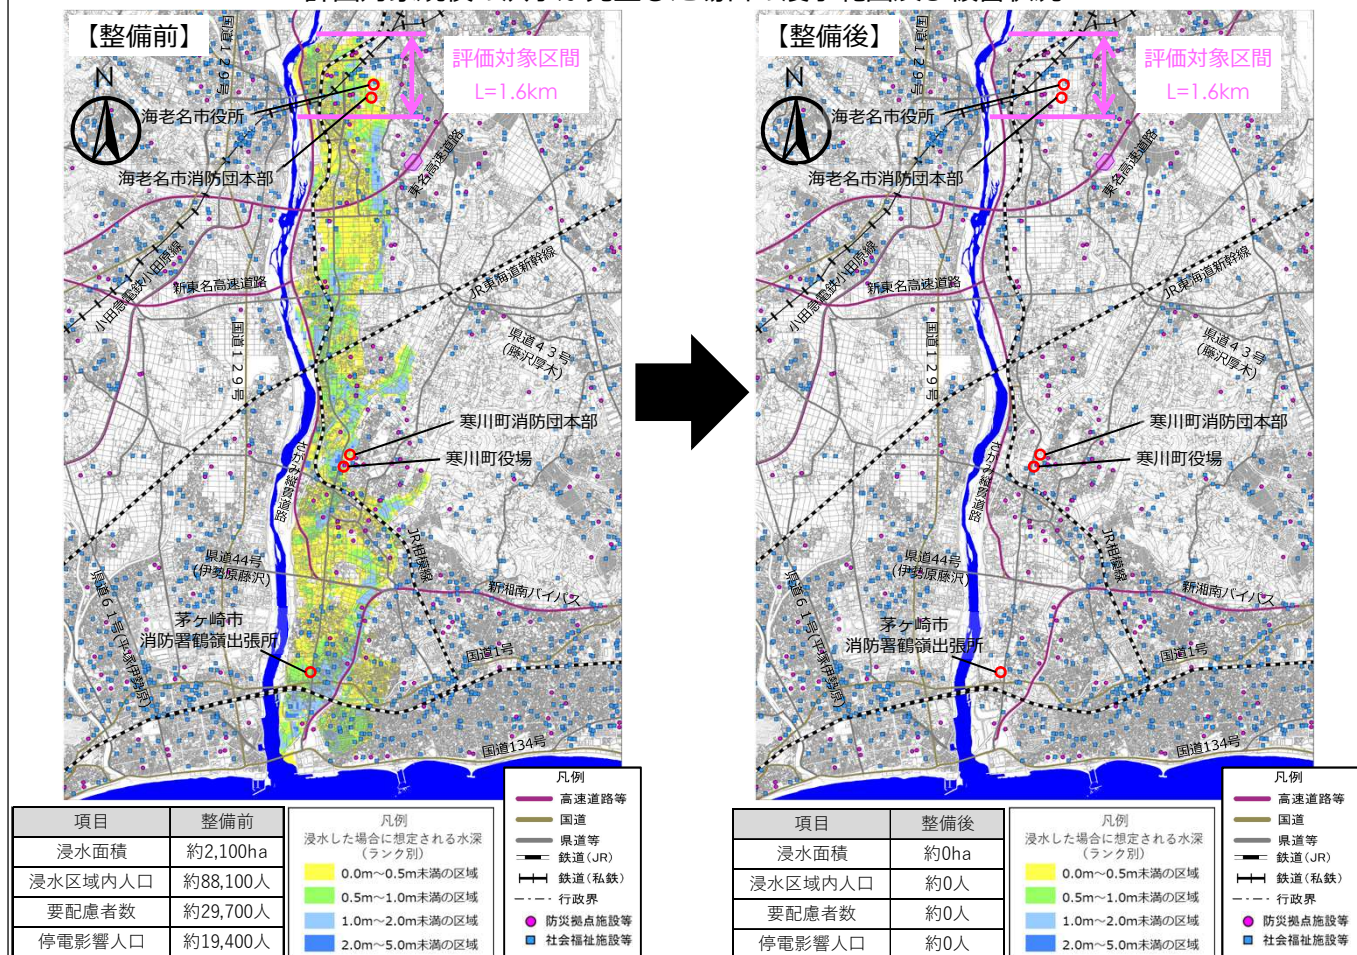 【整備前】
国道129号
N
評価対象区間
L=1.6km
海老名市役所
海老名市消防団本部
東名高速道路
小田急電鉄小田原線
新東名高速道路
JR東海道新幹線
国道129号
県道43号
(藤沢厚木)
寒川町消防団本部
寒川町役場
さがみ縦貫道路
県道44号
(伊勢原藤沢)
JR相模線
新湘南バイパス
県道61号(平塚伊勢原)
茅ヶ崎市
消防署鶴嶺出張所
国道1号
国道134号
項目 整備前
浸水面積 約2,100ha
浸水区域内人口 約88,100人
要配慮者数 約29,700人
停電影響人口 約19,400人
凡例
浸水した場合に想定される水深
(ランク別)
0.0m～0.5m未満の区域
0.5m～1.0m未満の区域
1.0m～2.0m未満の区域
2.0m～5.0m未満の区域
凡例
高速道路等
国道
県道等
鉄道(JR)
鉄道(私鉄)
行政界
防災拠点施設等
社会福祉施設等
【整備後】
国道129号
N
評価対象区間
L=1.6km
海老名市役所
海老名市消防団本部
東名高速道路
小田急電鉄小田原線
新東名高速道路
JR東海道新幹線
国道129号
県道43号
(藤沢厚木)
寒川町消防団本部
寒川町役場
さがみ縦貫道路
県道44号
(伊勢原藤沢)
JR相模線
新湘南バイパス
県道61号(平塚伊勢原)
茅ヶ崎市
消防署鶴嶺出張所
国道1号
国道134号
項目 整備後
浸水面積 約0ha
浸水区域内人口 約0人
要配慮者数 約0人
停電影響人口 約0人
凡例
浸水した場合に想定される水深
(ランク別)
0.0m～0.5m未満の区域
0.5m～1.0m未満の区域
1.0m～2.0m未満の区域
2.0m～5.0m未満の区域
凡例
高速道路等
国道
県道等
鉄道(JR)
鉄道(私鉄)
行政界
防災拠点施設等
社会福祉施設等